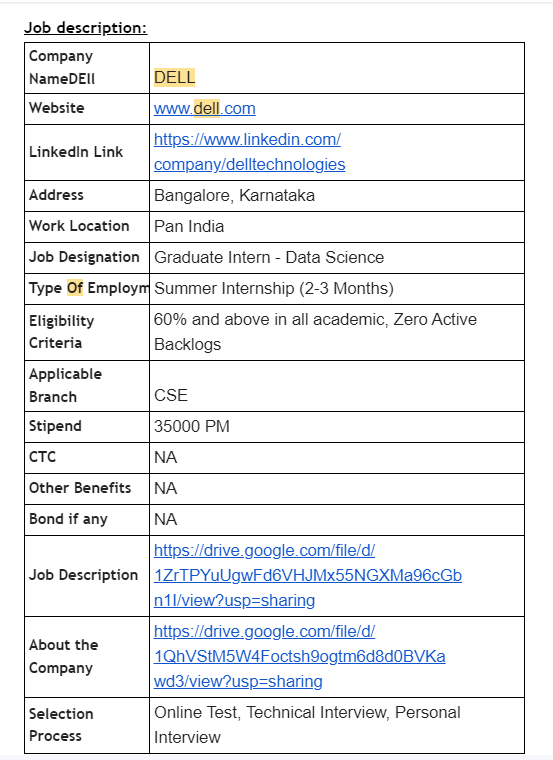 Job description:
Company
NameDEll
DELL
Website
www.dell.com
LinkedIn Link
https://www.linkedin.com/
company/delltechnologies
Address
Bangalore, Karnataka
Work Location
Pan India
Job Designation
Graduate Intern - Data Science
Type Of Employm
Summer Internship (2-3 Months)
Eligibility
Criteria
60% and above in all academic, Zero Active
Backlogs
Applicable
Branch
CSE
Stipend
35000 PM
CTC
NA
Other Benefits
NA
Bond if any
NA
Job Description
https://drive.google.com/file/d/
1ZrTPYuUgwFd6VHJMx55NGXMa96cGb
n1I/view?usp=sharing
About the
Company
https://drive.google.com/file/d/
1QhVStM5W4Foctsh9ogtm6d8d0BVKa
wd3/view?usp=sharing
Selection
Process
Online Test, Technical Interview, Personal
Interview